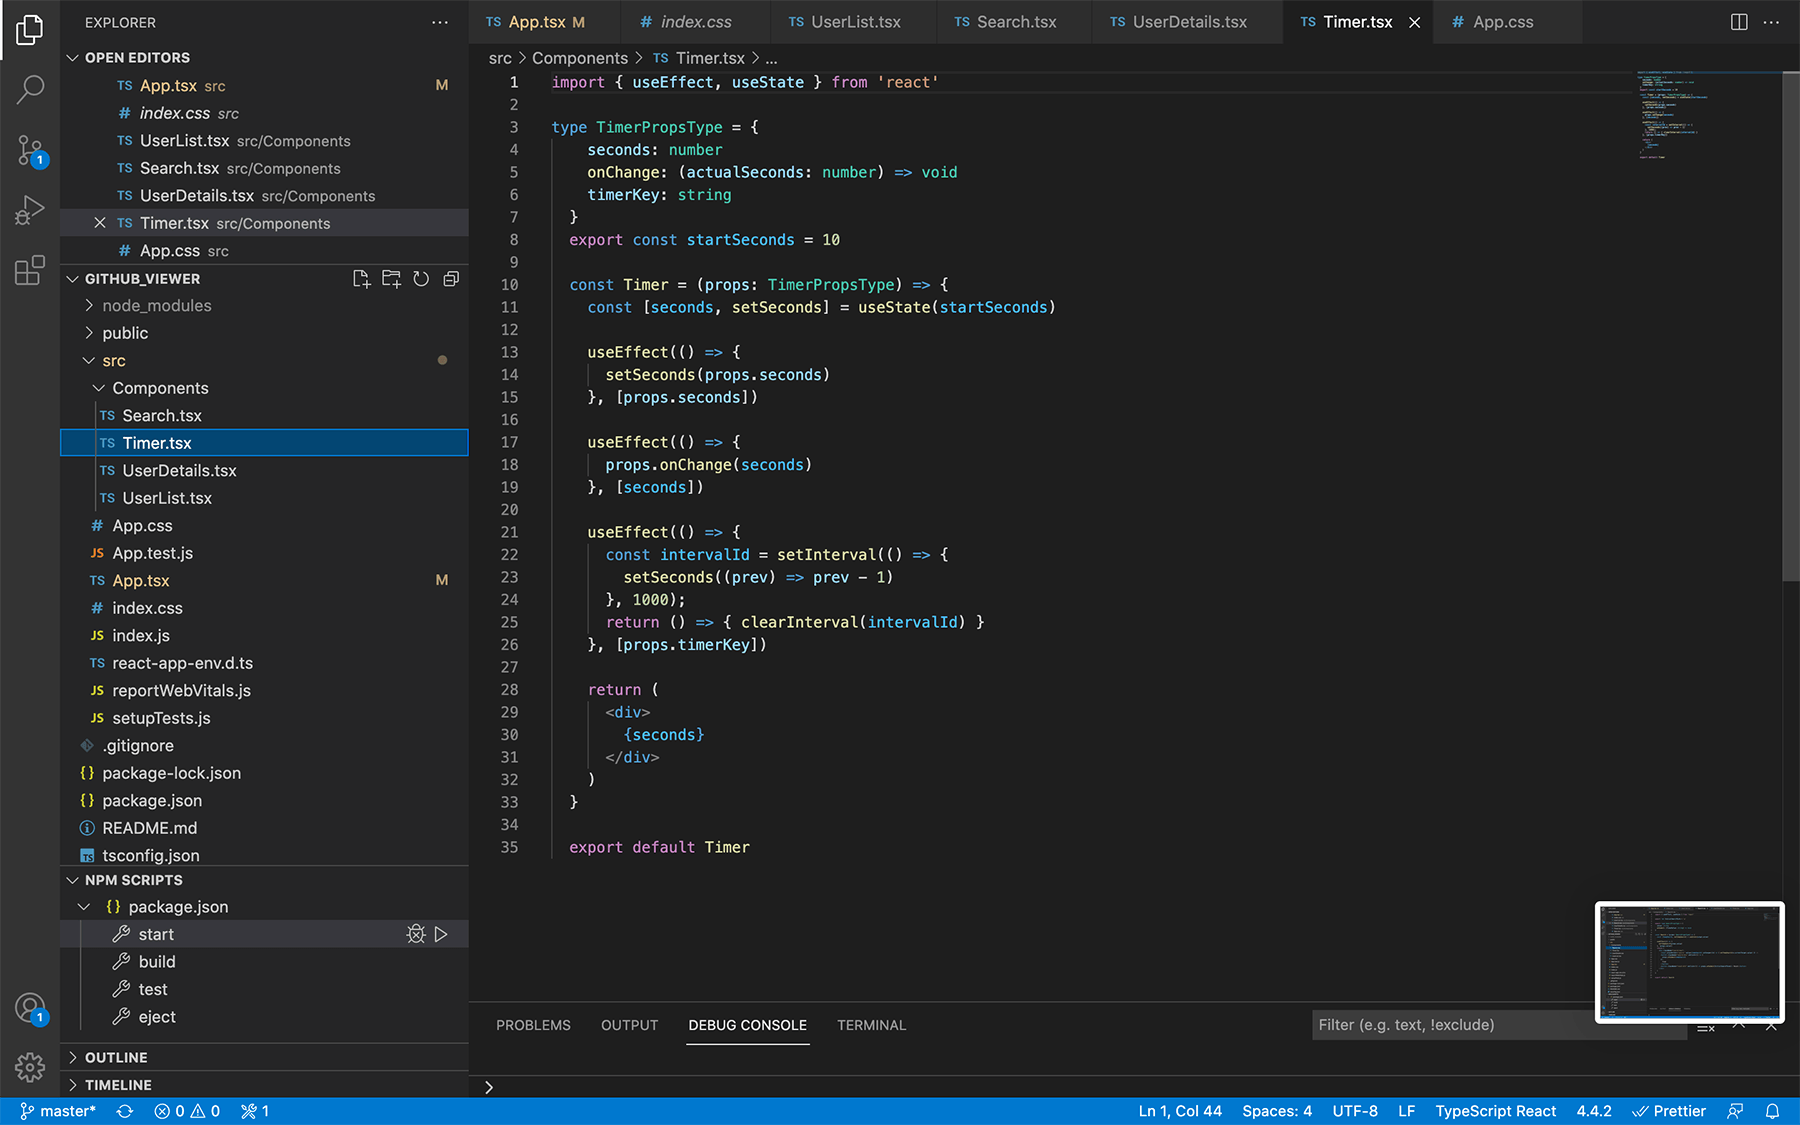 EXPLORER
OPEN EDITORS
TS App.tsx src M
# index.css src
TS UserList.tsx src/Components
TS Search.tsx src/Components
TS UserDetails.tsx src/Components
TS Timer.tsx src/Components
# App.css src
GITHUB_VIEWER
node_modules
public
src
Components
TS Search.tsx
TS Timer.tsx
TS UserDetails.tsx
TS UserList.tsx
# App.css
JS App.test.js
TS App.tsx M
# index.css
JS index.js
TS react-app-env.d.ts
JS reportWebVitals.js
JS setupTests.js
.gitignore
{} package-lock.json
{} package.json
README.md
TS tsconfig.json
NPM SCRIPTS
{} package.json
start
build
test
eject
OUTLINE
TIMELINE
1
1
TS App.tsx M # index.css TS UserList.tsx TS Search.tsx TS UserDetails.tsx TS Timer.tsx # App.css
src > Components > TS Timer.tsx > ...
1 import { useEffect, useState } from 'react'
2
3 type TimerPropsType = {
4 seconds: number
5 onChange: (actualSeconds: number) => void
6 timerKey: string
7 }
8 export const startSeconds = 10
9
10 const Timer = (props: TimerPropsType) => {
11 const [seconds, setSeconds] = useState(startSeconds)
12
13 useEffect(() => {
14 setSeconds(props.seconds)
15 }, [props.seconds])
16
17 useEffect(() => {
18 props.onChange(seconds)
19 }, [seconds])
20
21 useEffect(() => {
22 const intervalId = setInterval(() => {
23 setSeconds((prev) => prev - 1)
24 }, 1000);
25 return () => { clearInterval(intervalId) }
26 }, [props.timerKey])
27
28 return (
29 <div>
30 {seconds}
31 </div>
32 )
33 }
34
35 export default Timer
PROBLEMS OUTPUT DEBUG CONSOLE TERMINAL Filter (e.g. text, !exclude)
master* 0 0 1 Ln 1, Col 44 Spaces: 4 UTF-8 LF TypeScript React 4.4.2 Prettier